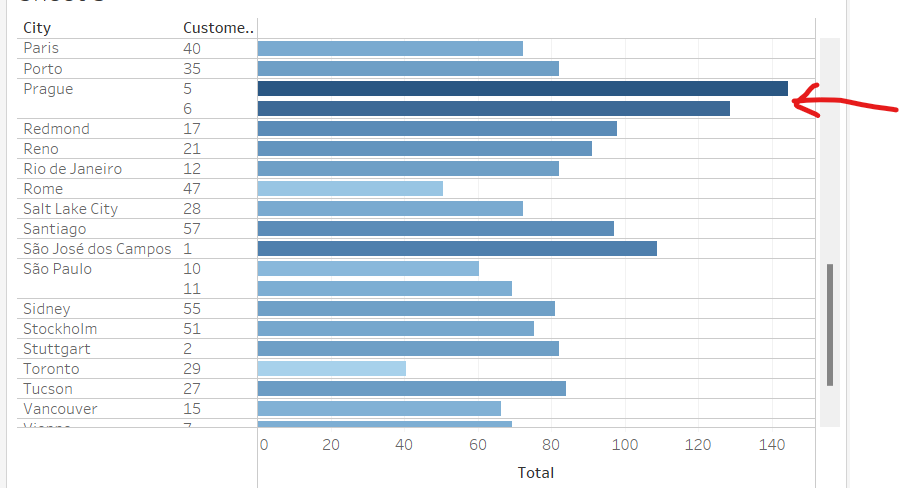 City Custome..
Paris 40
Porto 35
Prague 5
6
Redmond 17
Reno 21
Rio de Janeiro 12
Rome 47
Salt Lake City 28
Santiago 57
São José dos Campos 1
São Paulo 10
11
Sidney 55
Stockholm 51
Stuttgart 2
Toronto 29
Tucson 27
Vancouver 15
0 20 40 60 80 100 120 140
Total